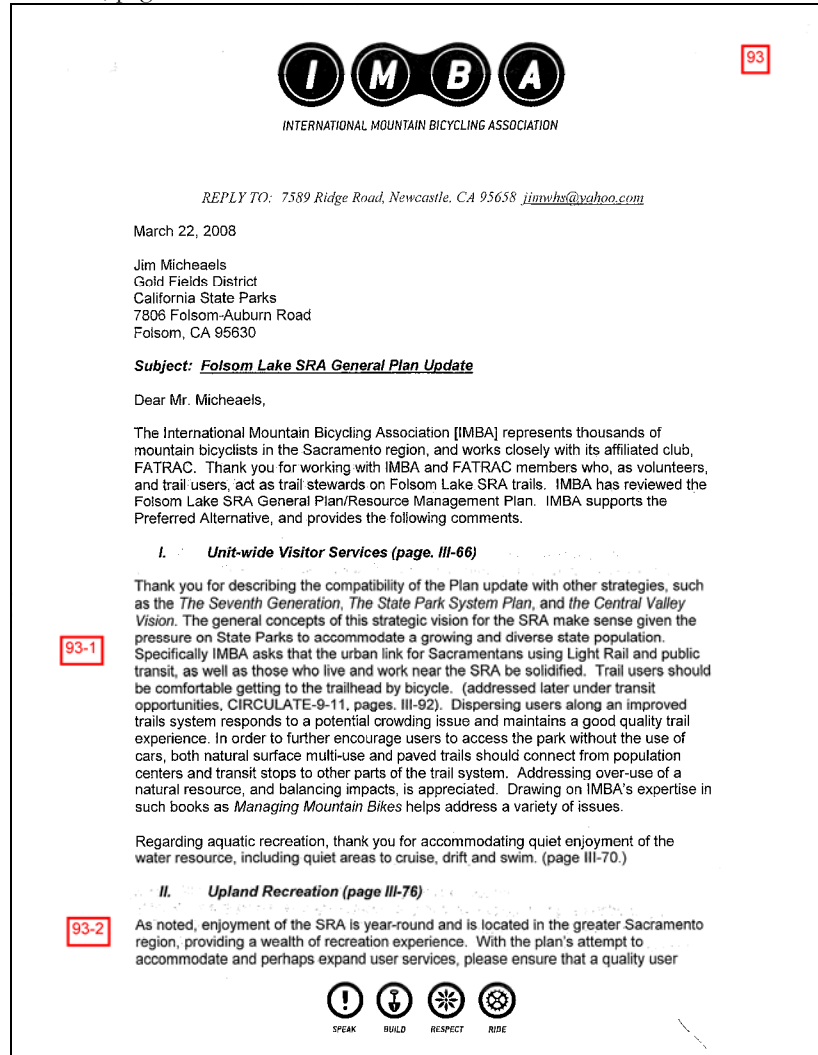 I M B A
93
INTERNATIONAL MOUNTAIN BICYCLING ASSOCIATION
REPLY TO: 7589 Ridge Road, Newcastle, CA 95658 jimwhs@yahoo.com
March 22, 2008
Jim Micheaels
Gold Fields District
California State Parks
7806 Folsom-Auburn Road
Folsom, CA 95630
Subject: Folsom Lake SRA General Plan Update
Dear Mr. Micheaels,
The International Mountain Bicycling Association [IMBA] represents thousands of
mountain bicyclists in the Sacramento region, and works closely with its affiliated club,
FATRAC. Thank you for working with IMBA and FATRAC members who, as volunteers,
and trail users, act as trail stewards on Folsom Lake SRA trails. IMBA has reviewed the
Folsom Lake SRA General Plan/Resource Management Plan. IMBA supports the
Preferred Alternative, and provides the following comments.
I. Unit-wide Visitor Services (page. III-66)
Thank you for describing the compatibility of the Plan update with other strategies, such
as the The Seventh Generation, The State Park System Plan, and the Central Valley
Vision. The general concepts of this strategic vision for the SRA make sense given the
pressure on State Parks to accommodate a growing and diverse state population.
93-1
Specifically IMBA asks that the urban link for Sacramentans using Light Rail and public
transit, as well as those who live and work near the SRA be solidified. Trail users should
be comfortable getting to the trailhead by bicycle. (addressed later under transit
opportunities, CIRCULATE-9-11, pages. III-92). Dispersing users along an improved
trails system responds to a potential crowding issue and maintains a good quality trail
experience. In order to further encourage users to access the park without the use of
cars, both natural surface multi-use and paved trails should connect from population
centers and transit stops to other parts of the trail system. Addressing over-use of a
natural resource, and balancing impacts, is appreciated. Drawing on IMBA's expertise in
such books as Managing Mountain Bikes helps address a variety of issues.
Regarding aquatic recreation, thank you for accommodating quiet enjoyment of the
water resource, including quiet areas to cruise, drift and swim. (page III-70.)
II. Upland Recreation (page III-76)
93-2
As noted, enjoyment of the SRA is year-round and is located in the greater Sacramento
region, providing a wealth of recreation experience. With the plan's attempt to
accommodate and perhaps expand user services, please ensure that a quality user
SPEAK BUILD RESPECT RIDE